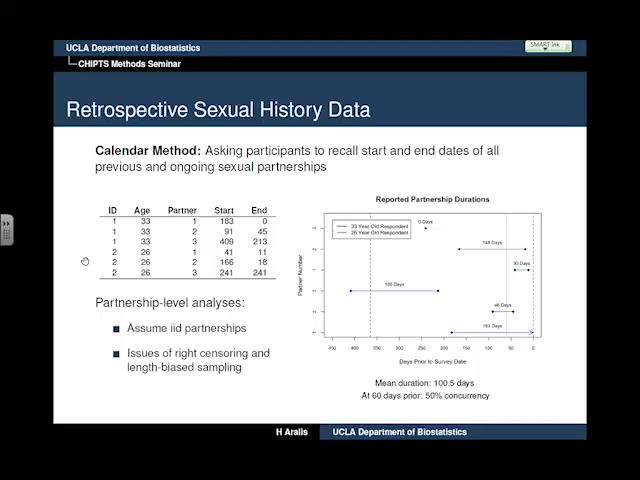 UCLA Department of Biostatistics
SMART Ink
CHIPTS Methods Seminar
Retrospective Sexual History Data
Calendar Method: Asking participants to recall start and end dates of all
previous and ongoing sexual partnerships
ID Age Partner Start End
1 33 1 183 0
1 33 2 91 45
1 33 3 409 213
2 26 1 41 11
2 26 2 166 18
2 26 3 241 241
Partnership-level analyses:
Assume iid partnerships
Issues of right censoring and
length-biased sampling
Reported Partnership Durations
33 Year Old Respondent
26 Year Old Respondent
0 Days
148 Days
30 Days
46 Days
183 Days
Partner Number
3
2
1
3
2
1
450 400 350 300 250 200 150 100 50 0
Days Prior to Survey Date
Mean duration: 100.5 days
At 60 days prior: 50% concurrency
H Aralis
UCLA Department of Biostatistics